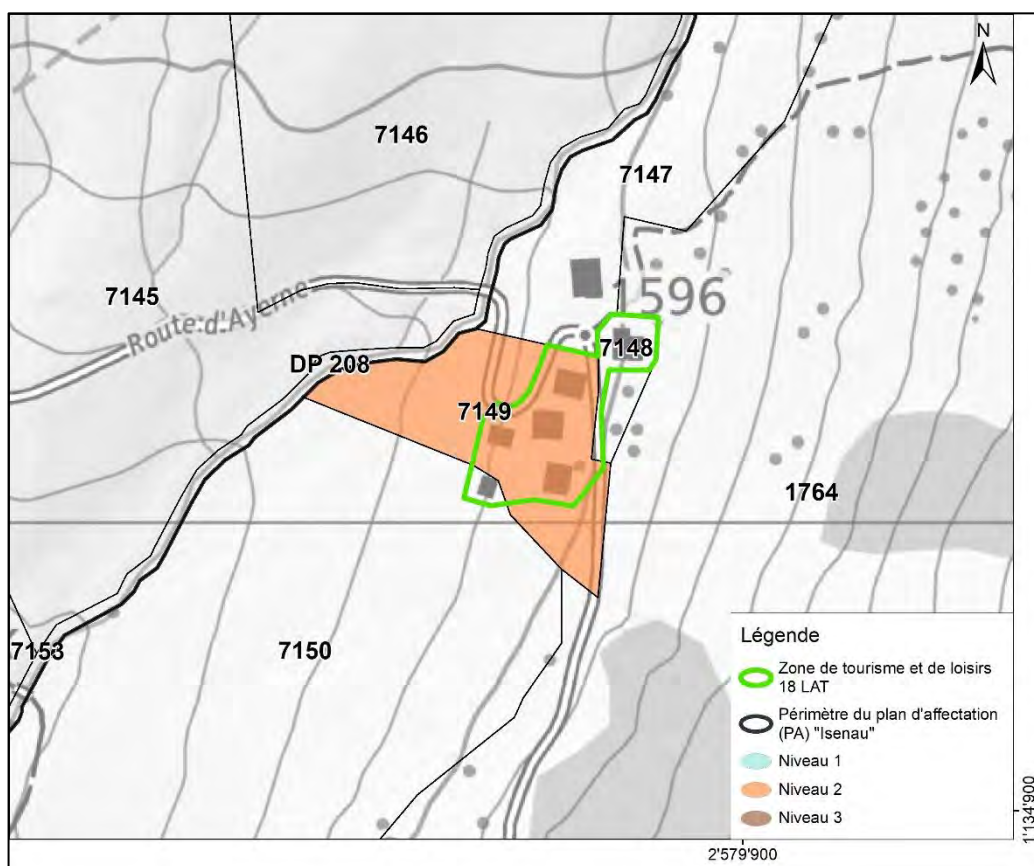 N
7146
7147
7145
1596
Route d'Ayerne
7148
DP 208
7149
1764
7150
7153
Légende
Zone de tourisme et de loisirs
18 LAT
Périmètre du plan d'affectation
(PA) "Isenau"
Niveau 1
Niveau 2
Niveau 3
1'134'900
2'579'900